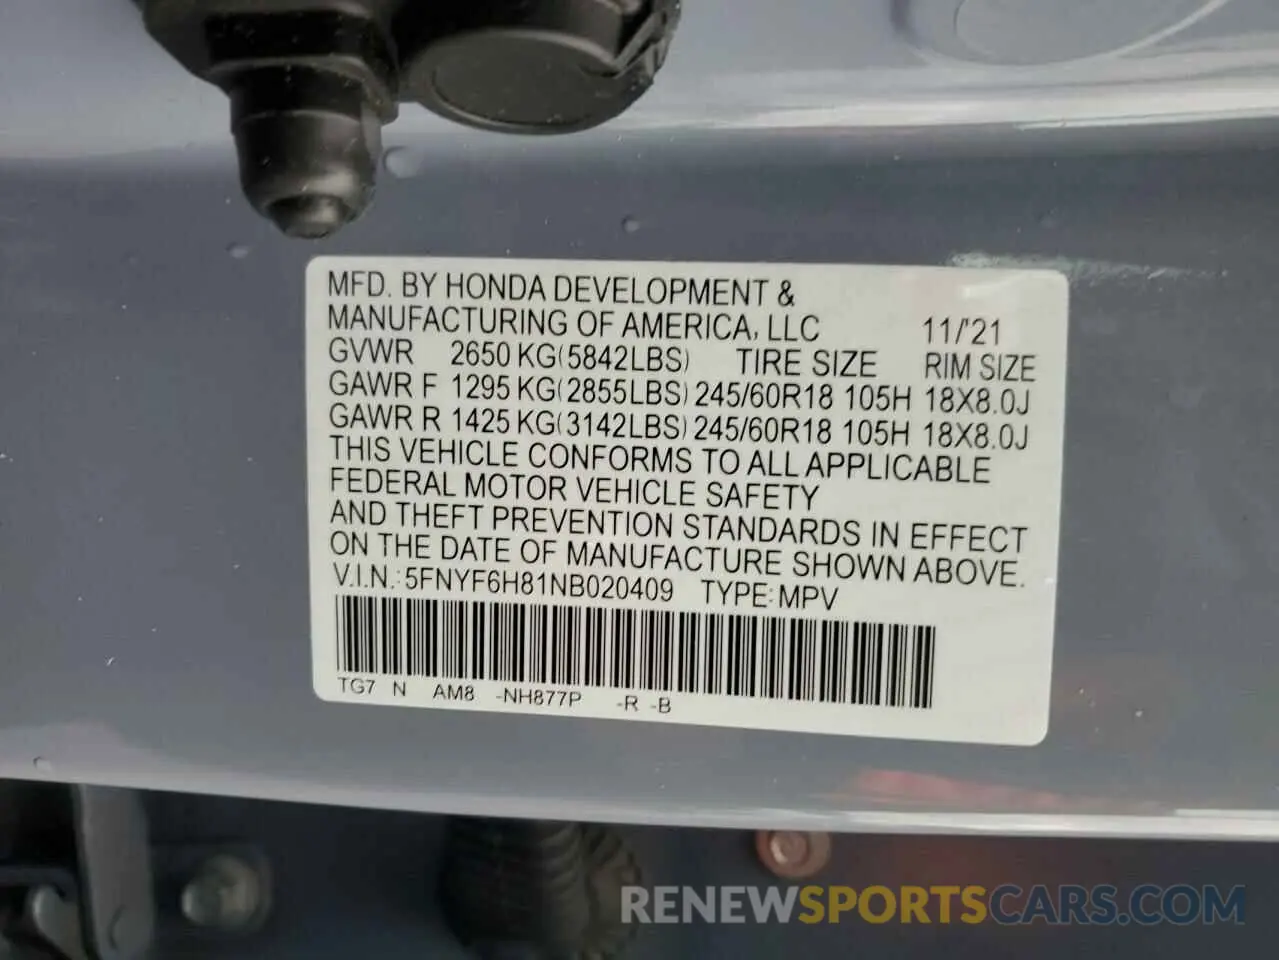 MFD. BY HONDA DEVELOPMENT &
MANUFACTURING OF AMERICA, LLC 11/'21
GVWR 2650 KG(5842LBS) TIRE SIZE RIM SIZE
GAWR F 1295 KG(2855LBS) 245/60R18 105H 18X8.0J
GAWR R 1425 KG(3142LBS) 245/60R18 105H 18X8.0J
THIS VEHICLE CONFORMS TO ALL APPLICABLE
FEDERAL MOTOR VEHICLE SAFETY
AND THEFT PREVENTION STANDARDS IN EFFECT
ON THE DATE OF MANUFACTURE SHOWN ABOVE.
V.I.N.: 5FNYF6H81NB020409 TYPE: MPV
TG7 N AM8 -NH877P -R -B
RENEWSPORTSCARS.COM